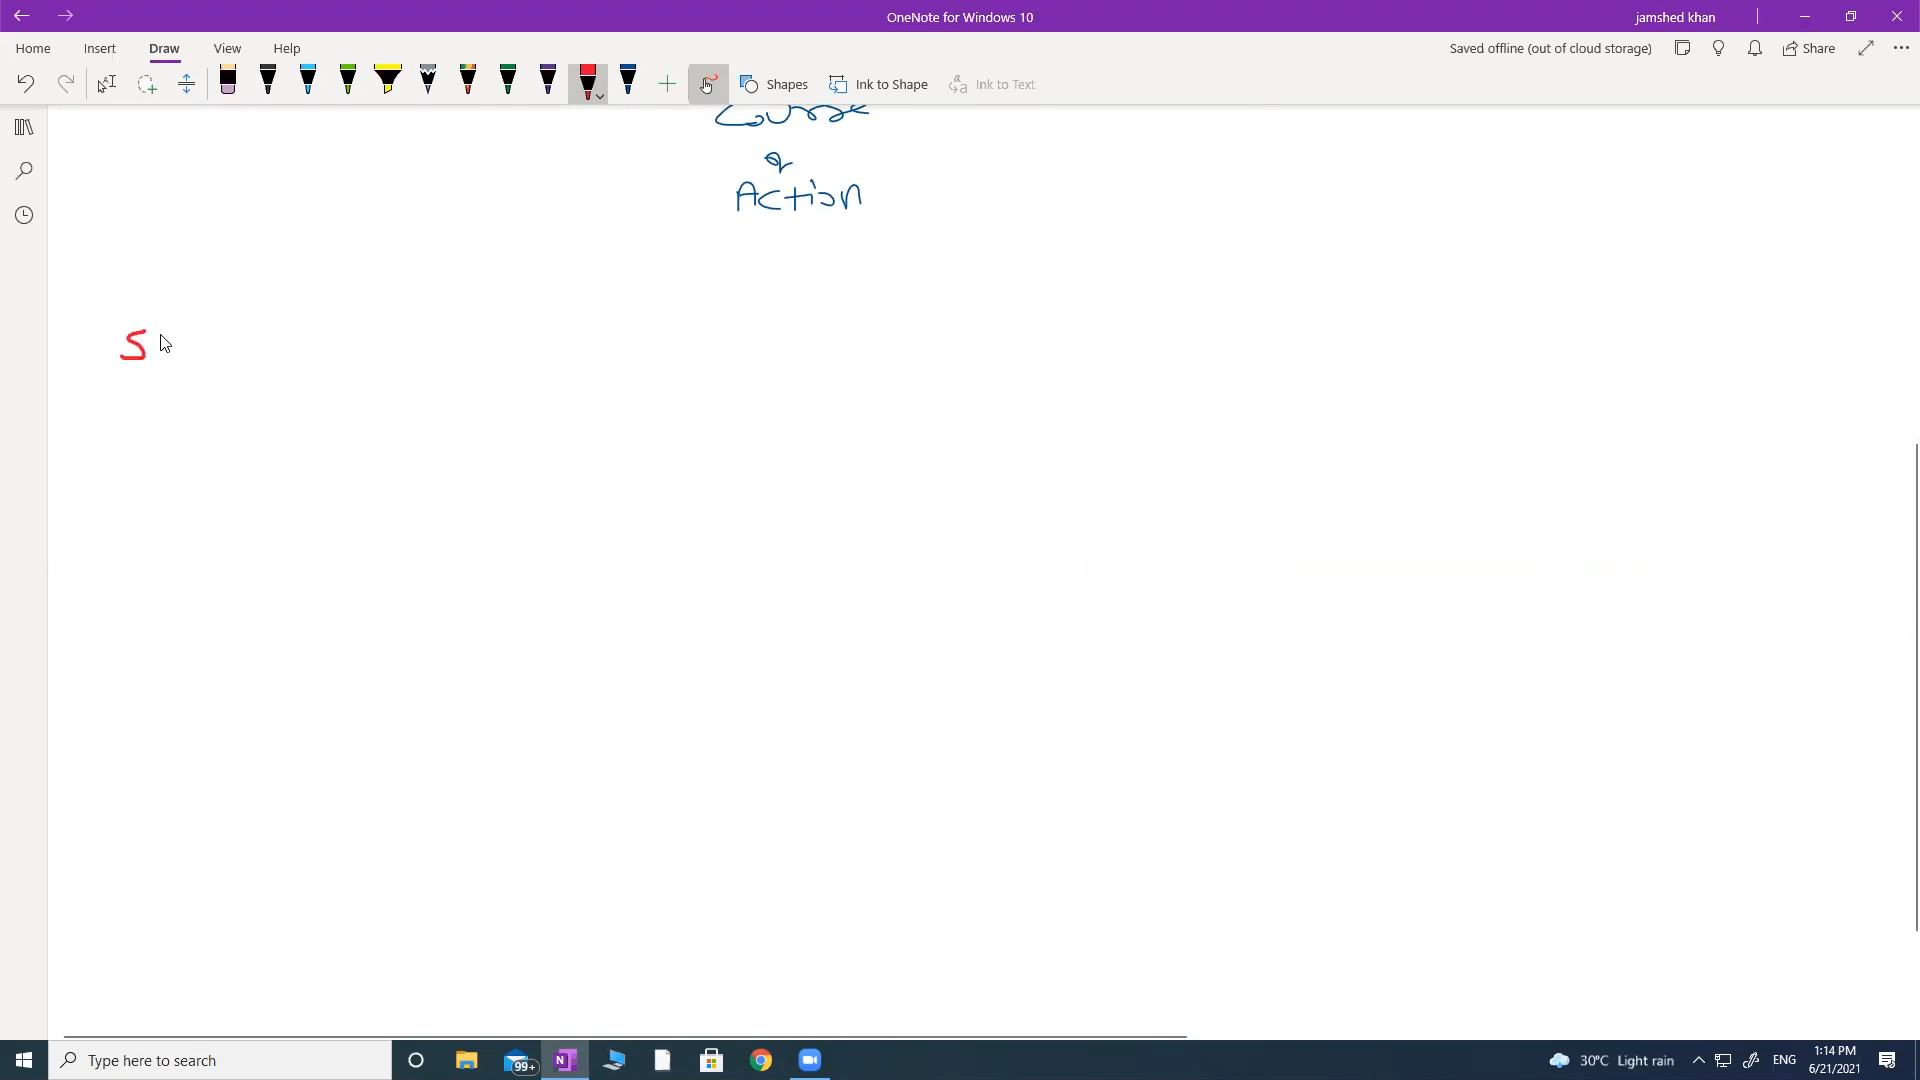 OneNote for Windows 10
jamshed khan
Home Insert Draw View Help
Saved offline (out of cloud storage)
Share
Shapes
Ink to Shape
Ink to Text
Course
of
Action
S
Type here to search
99+
N
30°C Light rain
ENG
1:14 PM
6/21/2021